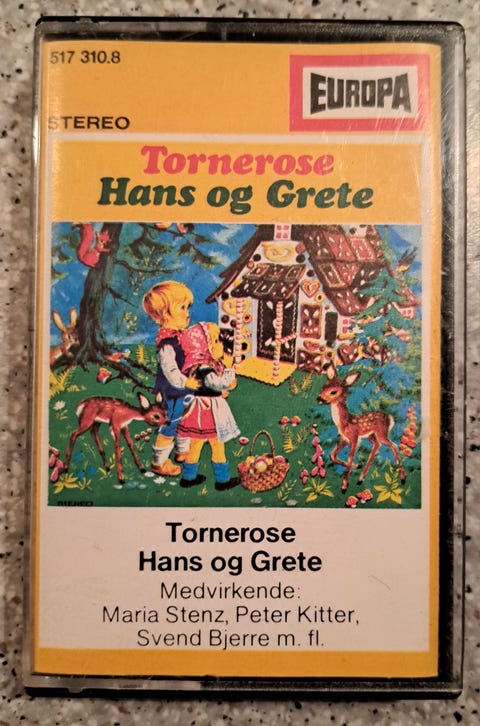 517 310.8
EUROPA
STEREO
Tornerose
Hans og Grete
STEREO
Tornerose
Hans og Grete
Medvirkende:
Maria Stenz, Peter Kitter,
Svend Bjerre m. fl.